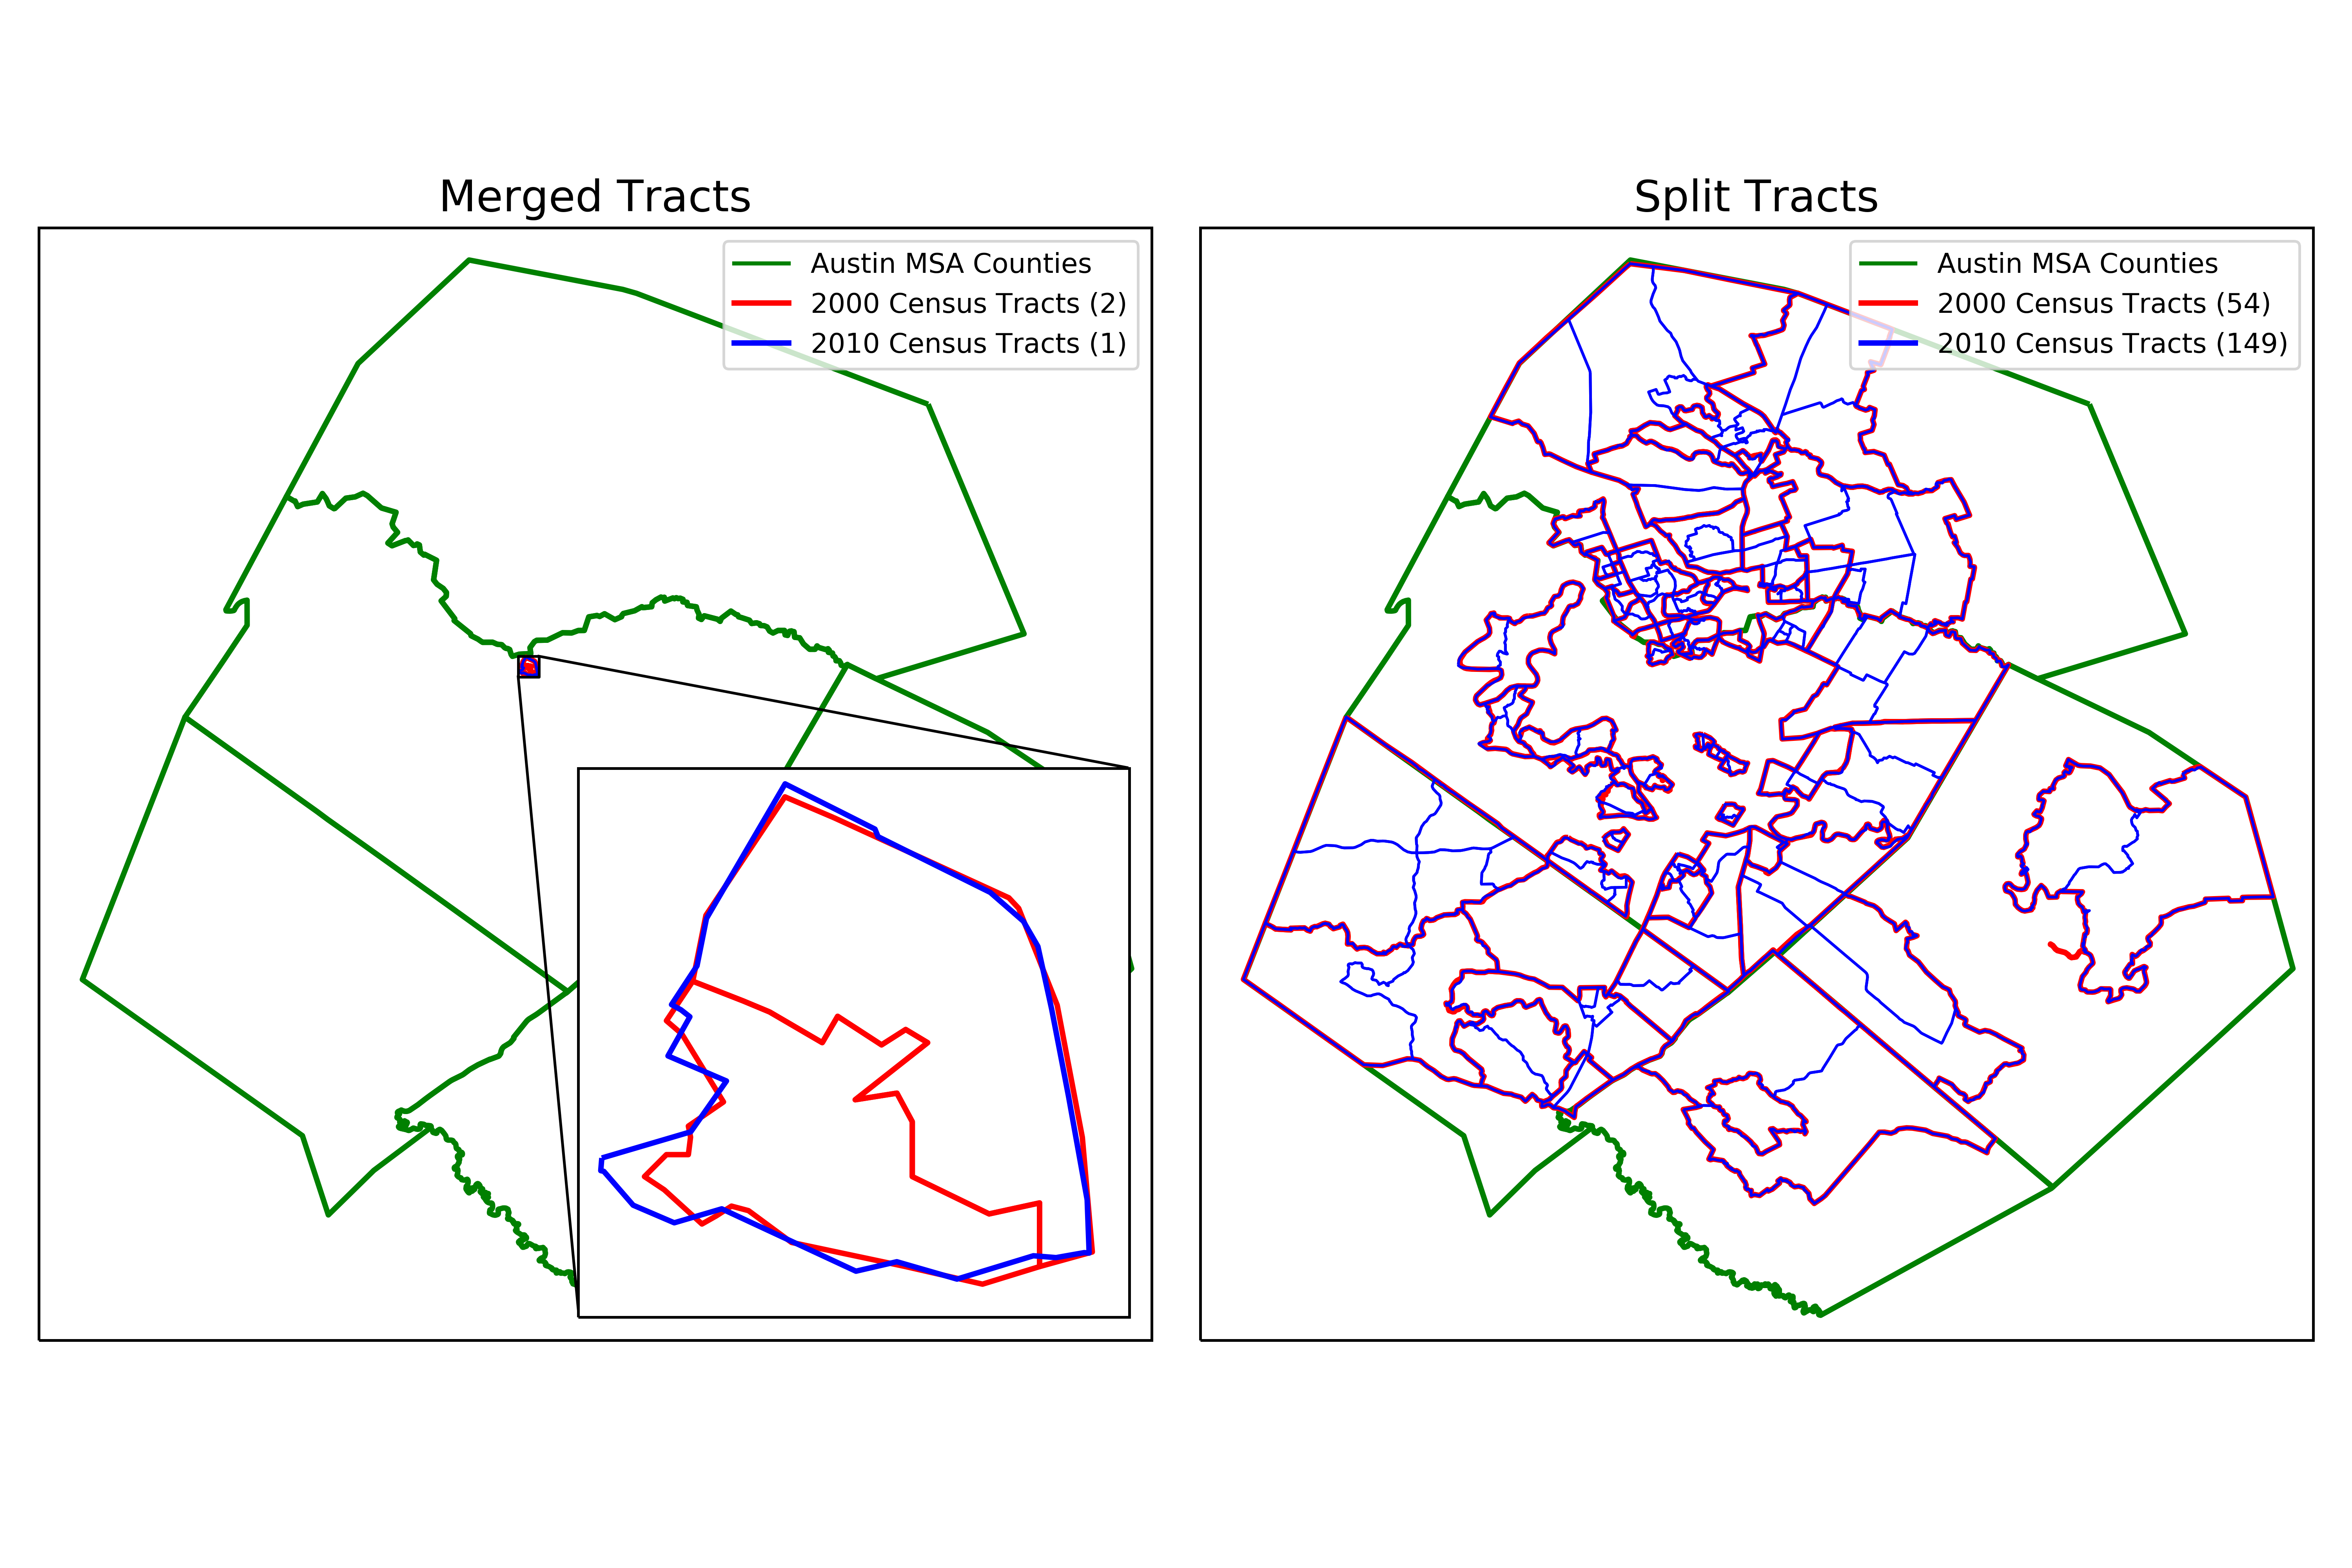 Merged Tracts
Austin MSA Counties
2000 Census Tracts (2)
2010 Census Tracts (1)
Split Tracts
Austin MSA Counties
2000 Census Tracts (54)
2010 Census Tracts (149)